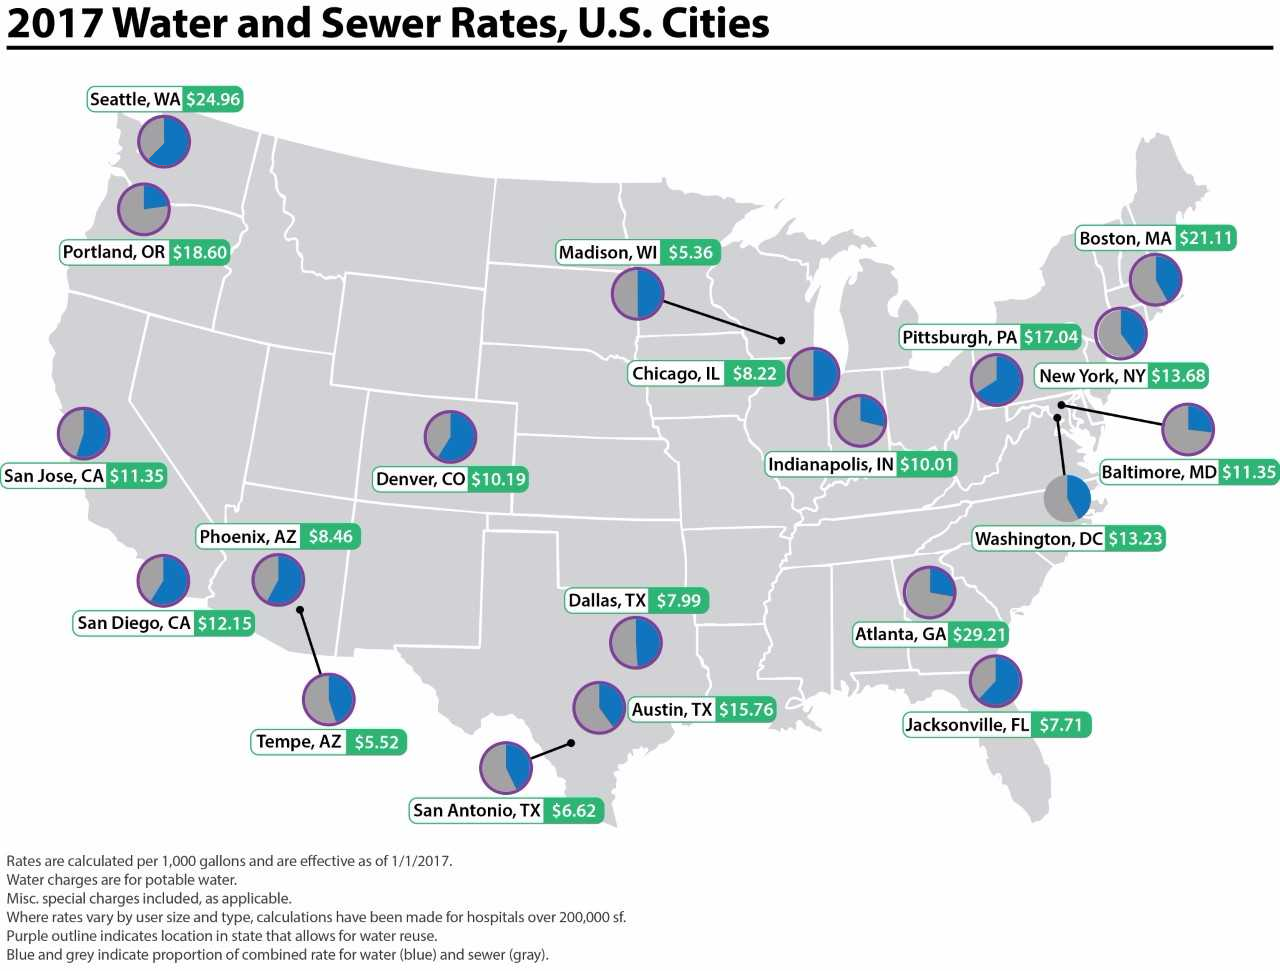 2017 Water and Sewer Rates, U.S. Cities
Seattle, WA $24.96
Portland, OR $18.60
Madison, WI $5.36
Boston, MA $21.11
Pittsburgh, PA $17.04
Chicago, IL $8.22
New York, NY $13.68
San Jose, CA $11.35
Denver, CO $10.19
Indianapolis, IN $10.01
Baltimore, MD $11.35
Phoenix, AZ $8.46
Washington, DC $13.23
San Diego, CA $12.15
Dallas, TX $7.99
Atlanta, GA $29.21
Austin, TX $15.76
Jacksonville, FL $7.71
Tempe, AZ $5.52
San Antonio, TX $6.62
Rates are calculated per 1,000 gallons and are effective as of 1/1/2017.
Water charges are for potable water.
Misc. special charges included, as applicable.
Where rates vary by user size and type, calculations have been made for hospitals over 200,000 sf.
Purple outline indicates location in state that allows for water reuse.
Blue and grey indicate proportion of combined rate for water (blue) and sewer (gray).